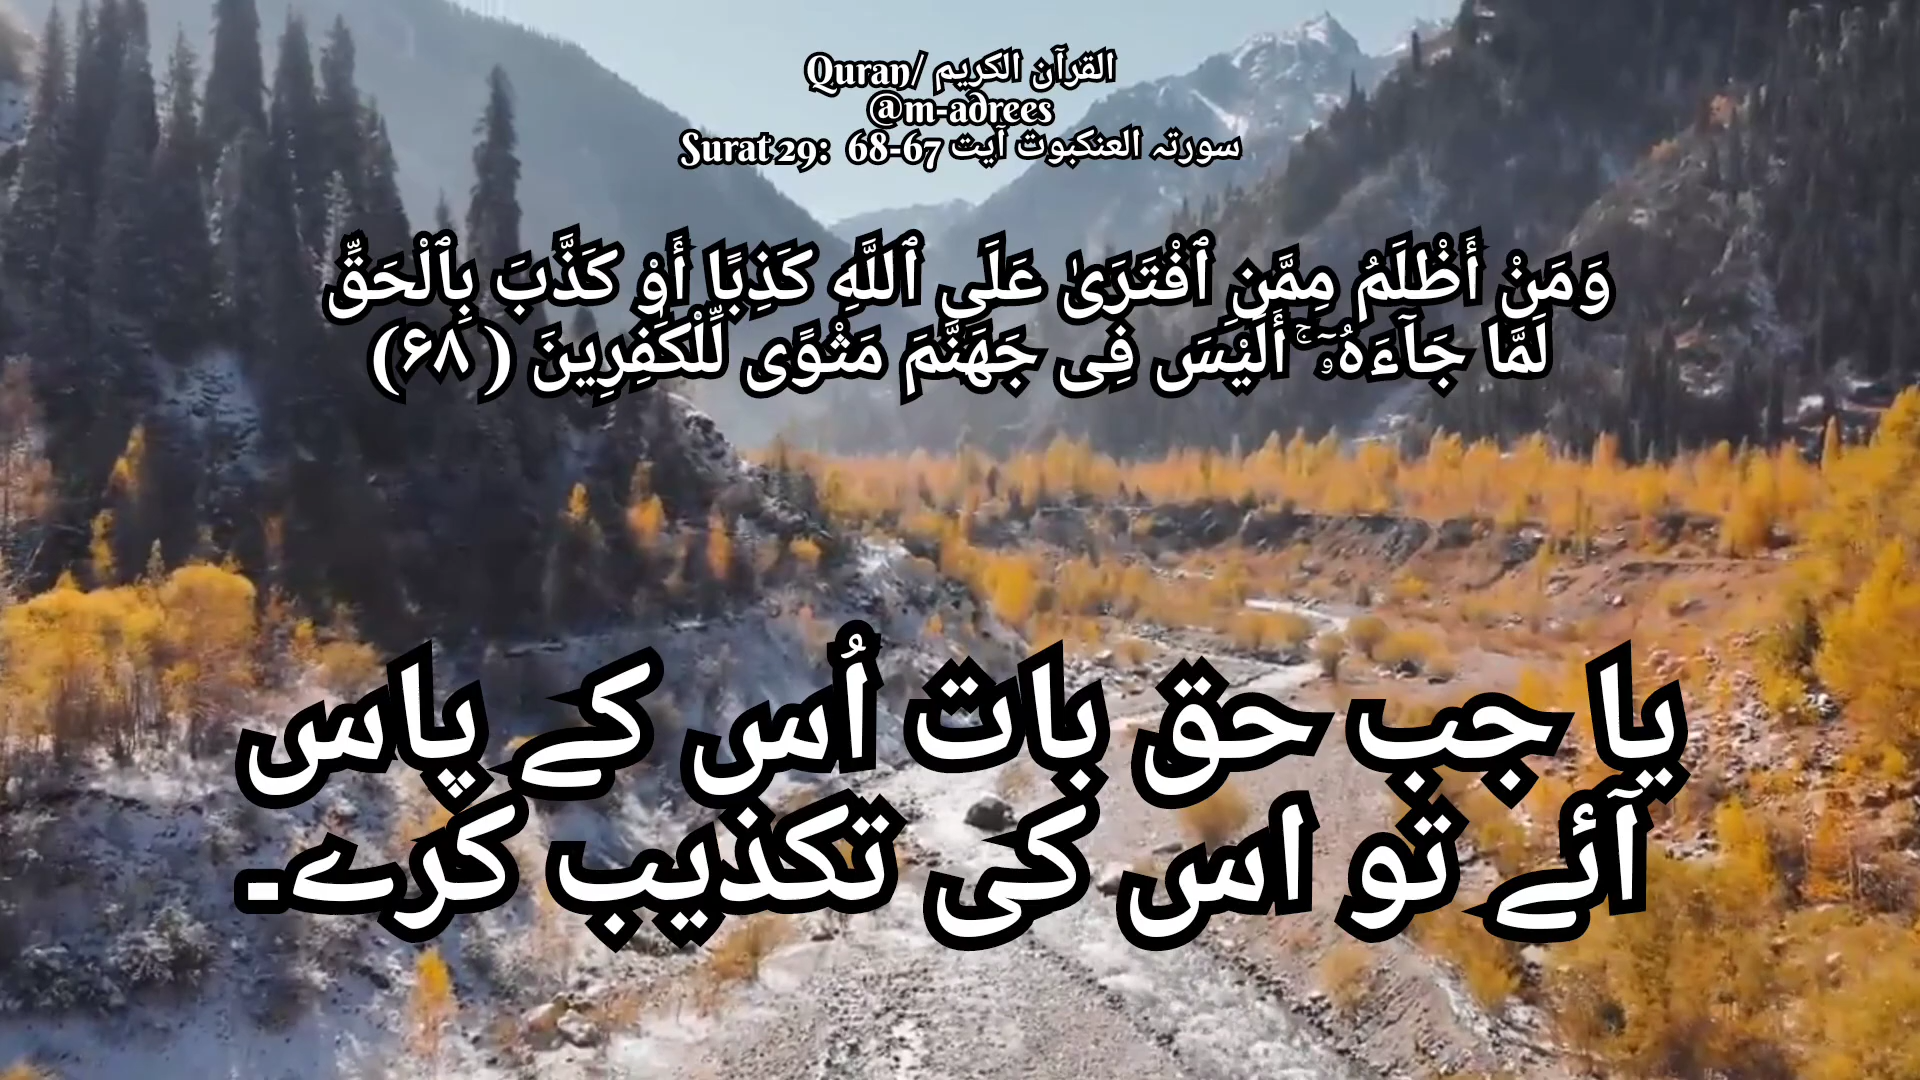 Quran/ القرآن الكريم
@m-adrees
Surat 29:  68-67 سورتہ العنکبوت آیت
وَمَنْ أَظْلَمُ مِمَّنِ ٱفْتَرَىٰ عَلَى ٱللَّهِ كَذِبًا أَوْ كَذَّبَ بِٱلْحَقِّ
لَمَّا جَآءَهُۥٓ ۚ أَلَيْسَ فِى جَهَنَّمَ مَثْوًى لِّلْكَٰفِرِينَ (۶۸)
یا جب حق بات اُس کے پاس
آئے تو اس کی تکذیب کرے۔